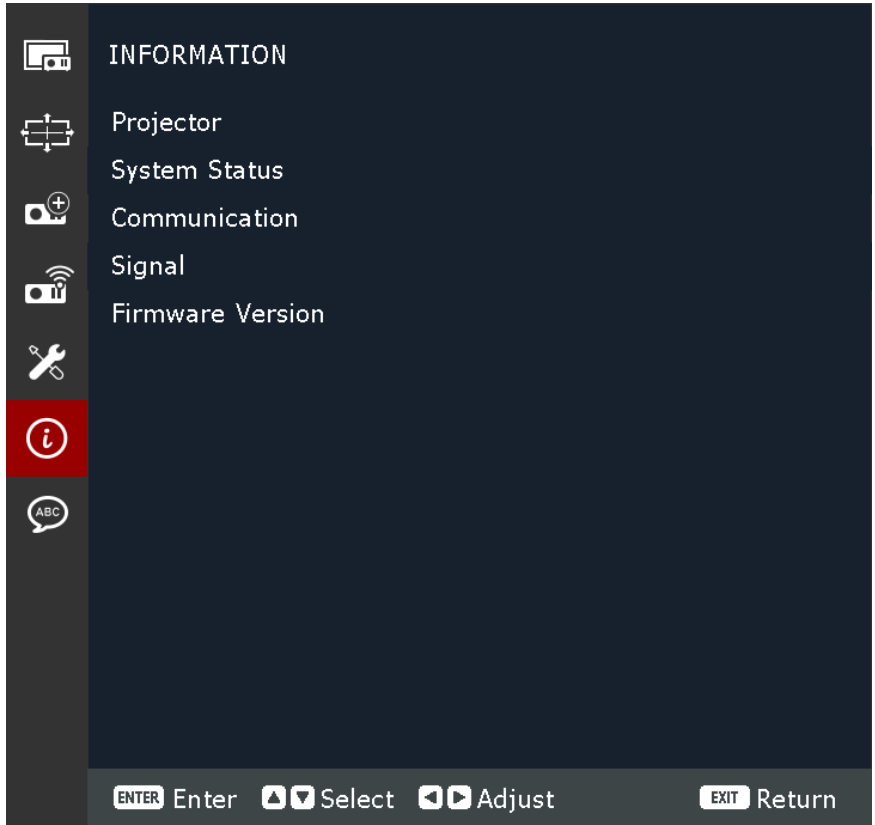 INFORMATION
Projector
System Status
Communication
Signal
Firmware Version
ABC
ENTER Enter Select Adjust EXIT Return